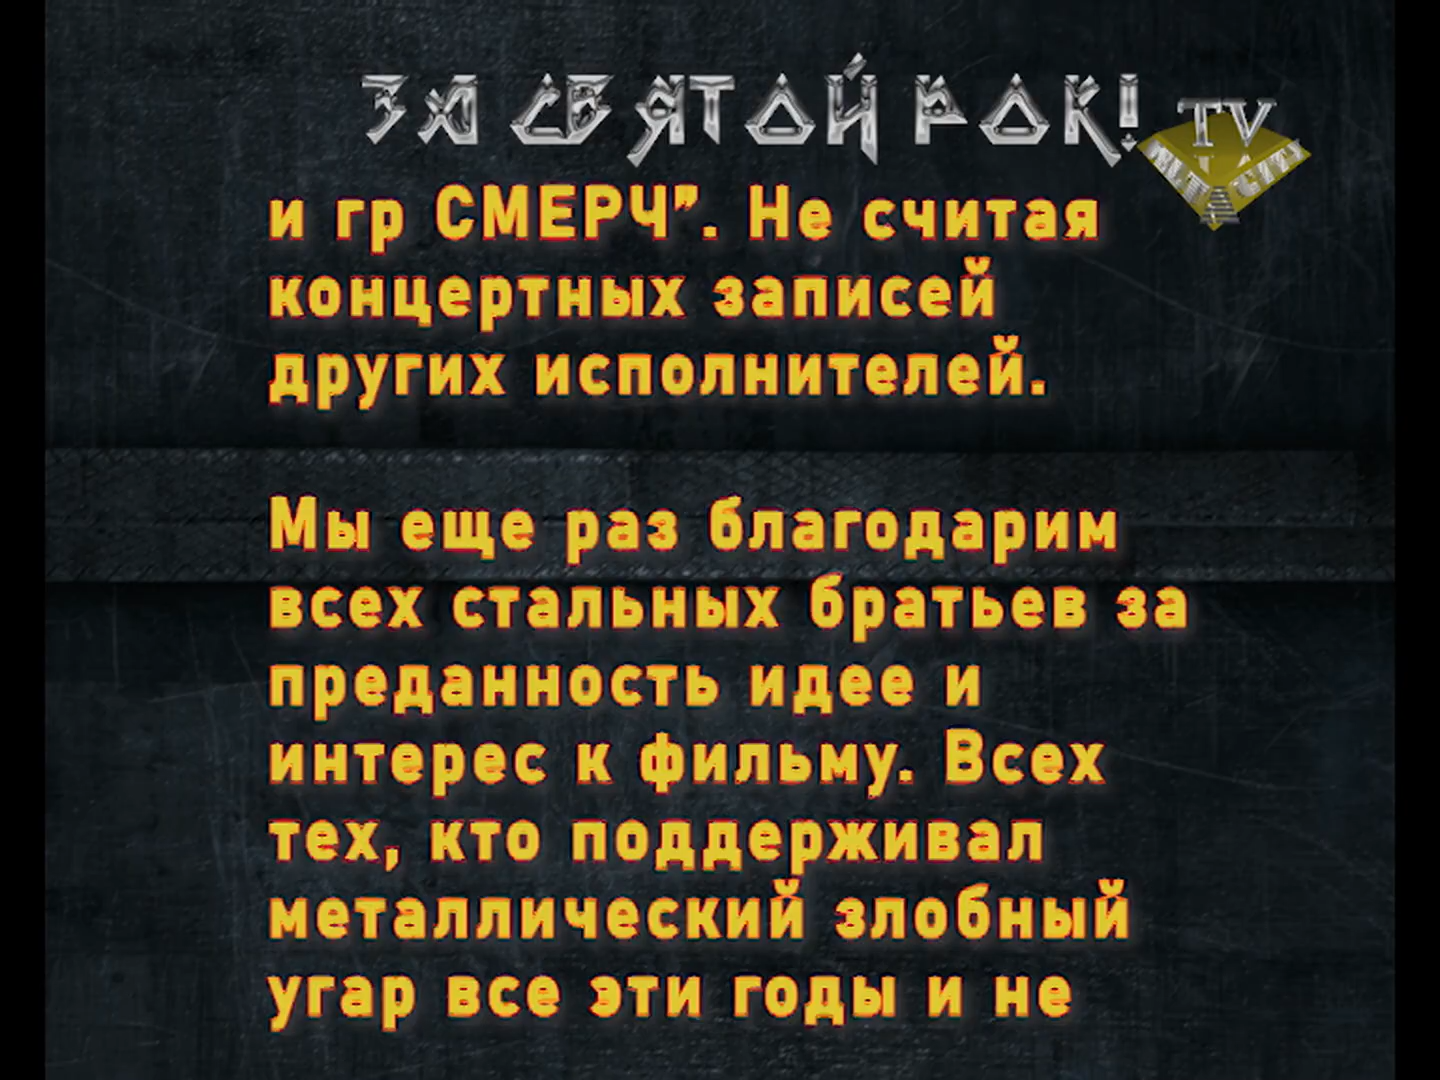 ЗА СВЯТОЙ РОК!
TV
CITY
и гр СМЕРЧ". Не считая
концертных записей
других исполнителей.
Мы еще раз благодарим
всех стальных братьев за
преданность идее и
интерес к фильму. Всех
тех, кто поддерживал
металлический злобный
угар все эти годы и не